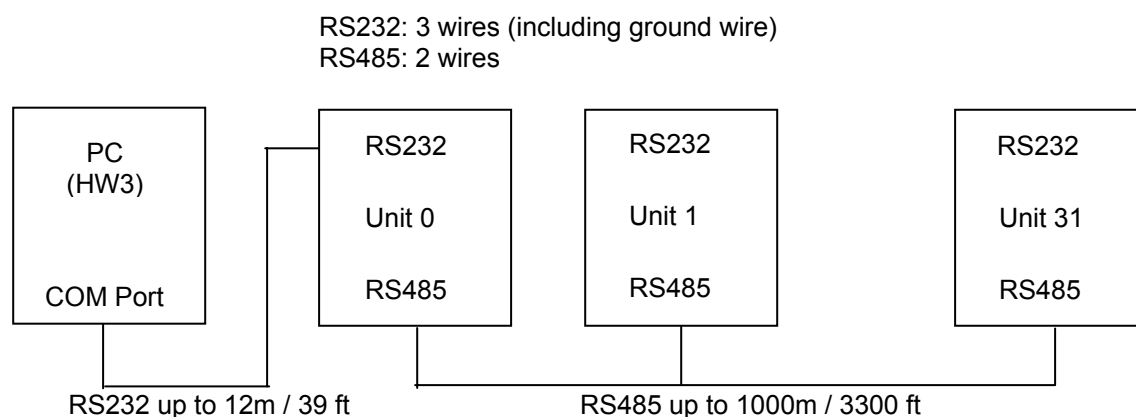 RS232: 3 wires (including ground wire)
RS485: 2 wires
PC
(HW3)
COM Port
RS232
Unit 0
RS485
RS232
Unit 1
RS485
RS232
Unit 31
RS485
RS232 up to 12m / 39 ft
RS485 up to 1000m / 3300 ft